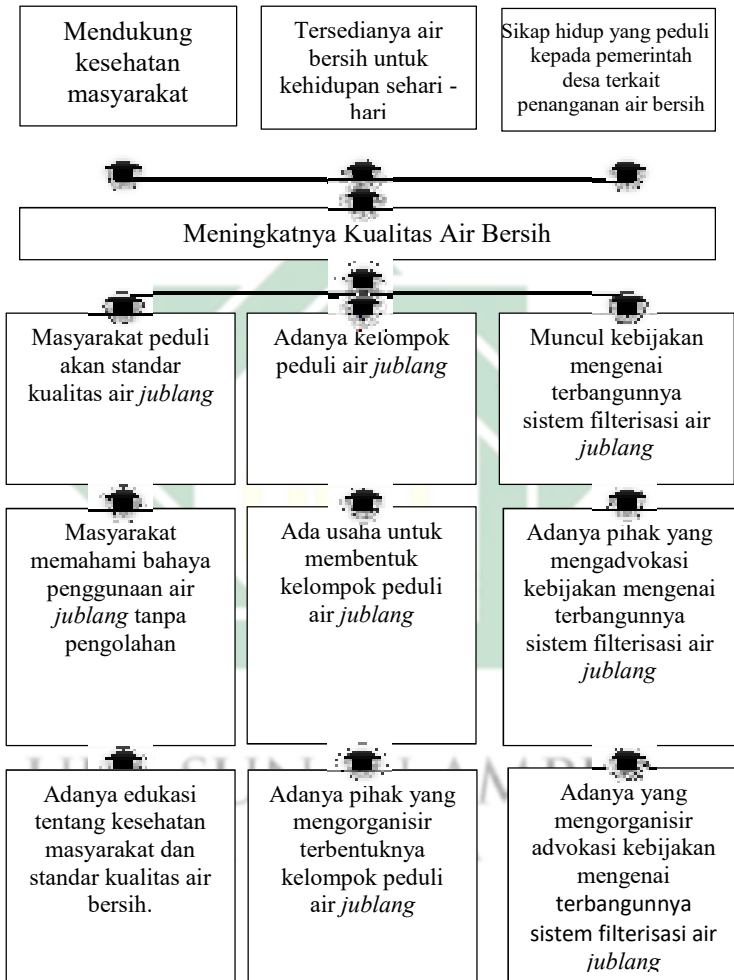 Mendukung
kesehatan
masyarakat
Tersedianya air
bersih untuk
kehidupan sehari -
hari
Sikap hidup yang peduli
kepada pemerintah
desa terkait
penanganan air bersih
Meningkatnya Kualitas Air Bersih
Masyarakat peduli
akan standar
kualitas air jublang
Adanya kelompok
peduli air jublang
Muncul kebijakan
mengenai
terbangunnya
sistem filterisasi air
jublang
Masyarakat
memahami bahaya
penggunaan air
jublang tanpa
pengolahan
Ada usaha untuk
membentuk
kelompok peduli
air jublang
Adanya pihak yang
mengadvokasi
kebijakan mengenai
terbangunnya
sistem filterisasi air
jublang
Adanya edukasi
tentang kesehatan
masyarakat dan
standar kualitas air
bersih.
Adanya pihak yang
mengorganisir
terbentuknya
kelompok peduli
air jublang
Adanya yang
mengorganisir
advokasi kebijakan
mengenai
terbangunnya
sistem filterisasi air
jublang